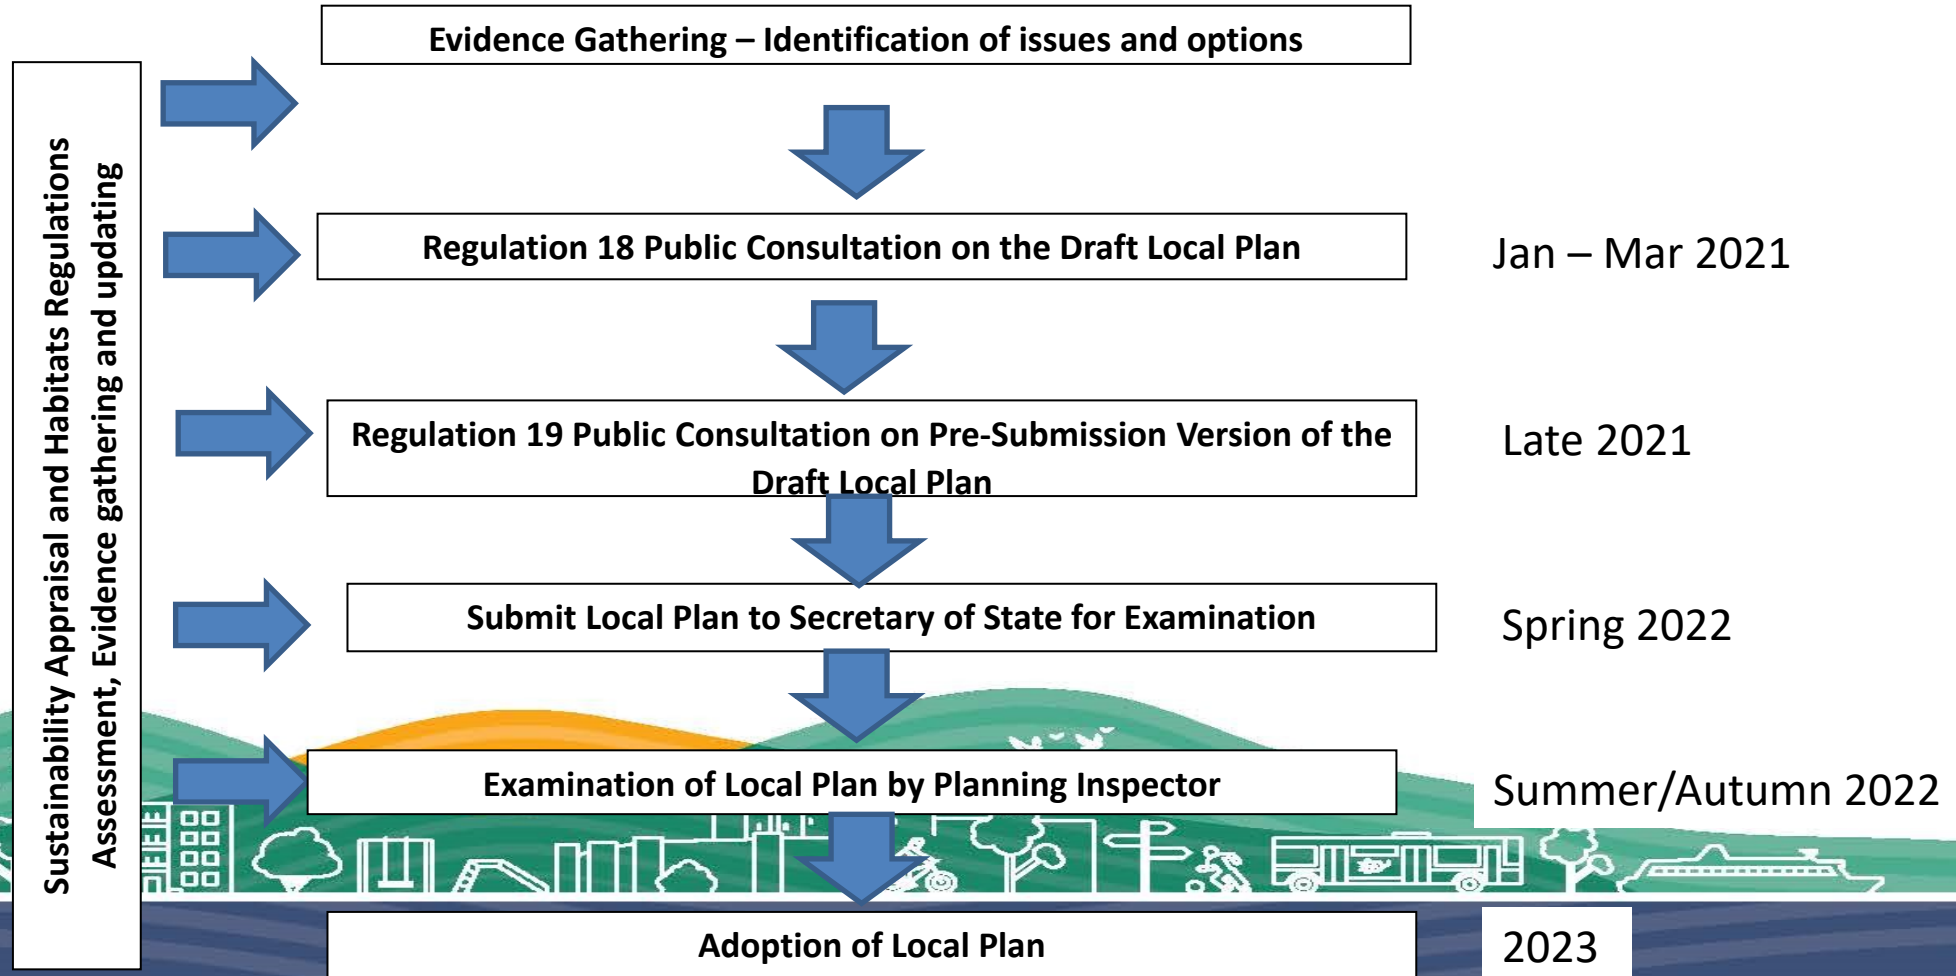 Evidence Gathering – Identification of issues and options
Sustainability Appraisal and Habitats Regulations
Assessment, Evidence gathering and updating
Regulation 18 Public Consultation on the Draft Local Plan
Jan – Mar 2021
Regulation 19 Public Consultation on Pre-Submission Version of the
Draft Local Plan
Late 2021
Submit Local Plan to Secretary of State for Examination
Spring 2022
Examination of Local Plan by Planning Inspector
Summer/Autumn 2022
Adoption of Local Plan
2023